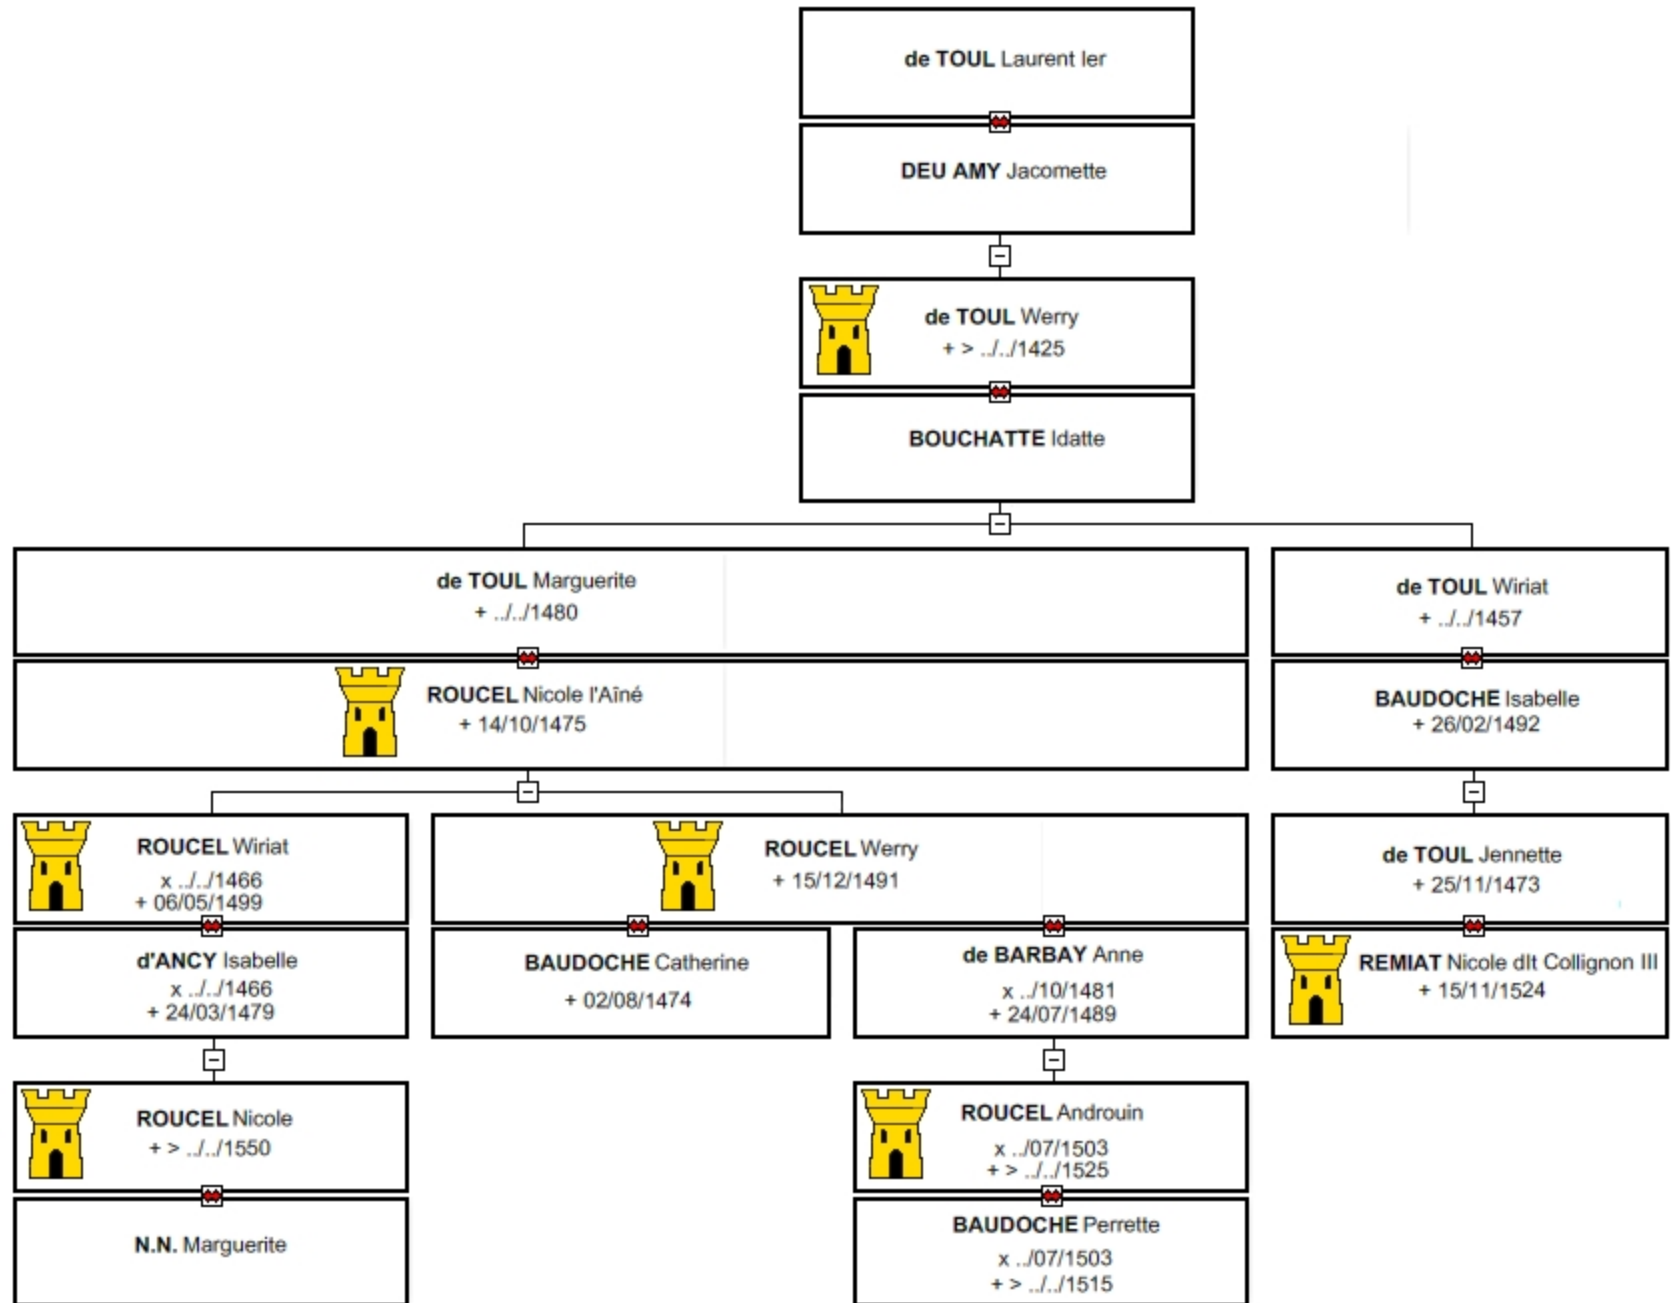 de TOUL Laurent Ier
DEU AMY Jacomette
de TOUL Werry
+ > ../../1425
BOUCHATTE Idatte
de TOUL Marguerite
+ ../../1480
ROUCEL Nicole l'Aîné
+ 14/10/1475
de TOUL Wiriat
+ ../../1457
BAUDOCHE Isabelle
+ 26/02/1492
ROUCEL Wiriat
x ../../1466
+ 06/05/1499
d'ANCY Isabelle
x ../../1466
+ 24/03/1479
ROUCEL Werry
+ 15/12/1491
BAUDOCHE Catherine
+ 02/08/1474
de BARBAY Anne
x ../10/1481
+ 24/07/1489
de TOUL Jennette
+ 25/11/1473
REMIAT Nicole dIt Collignon III
+ 15/11/1524
ROUCEL Nicole
+ > ../../1550
N.N. Marguerite
ROUCEL Androuin
x ../07/1503
+ > ../../1525
BAUDOCHE Perrette
x ../07/1503
+ > ../../1515